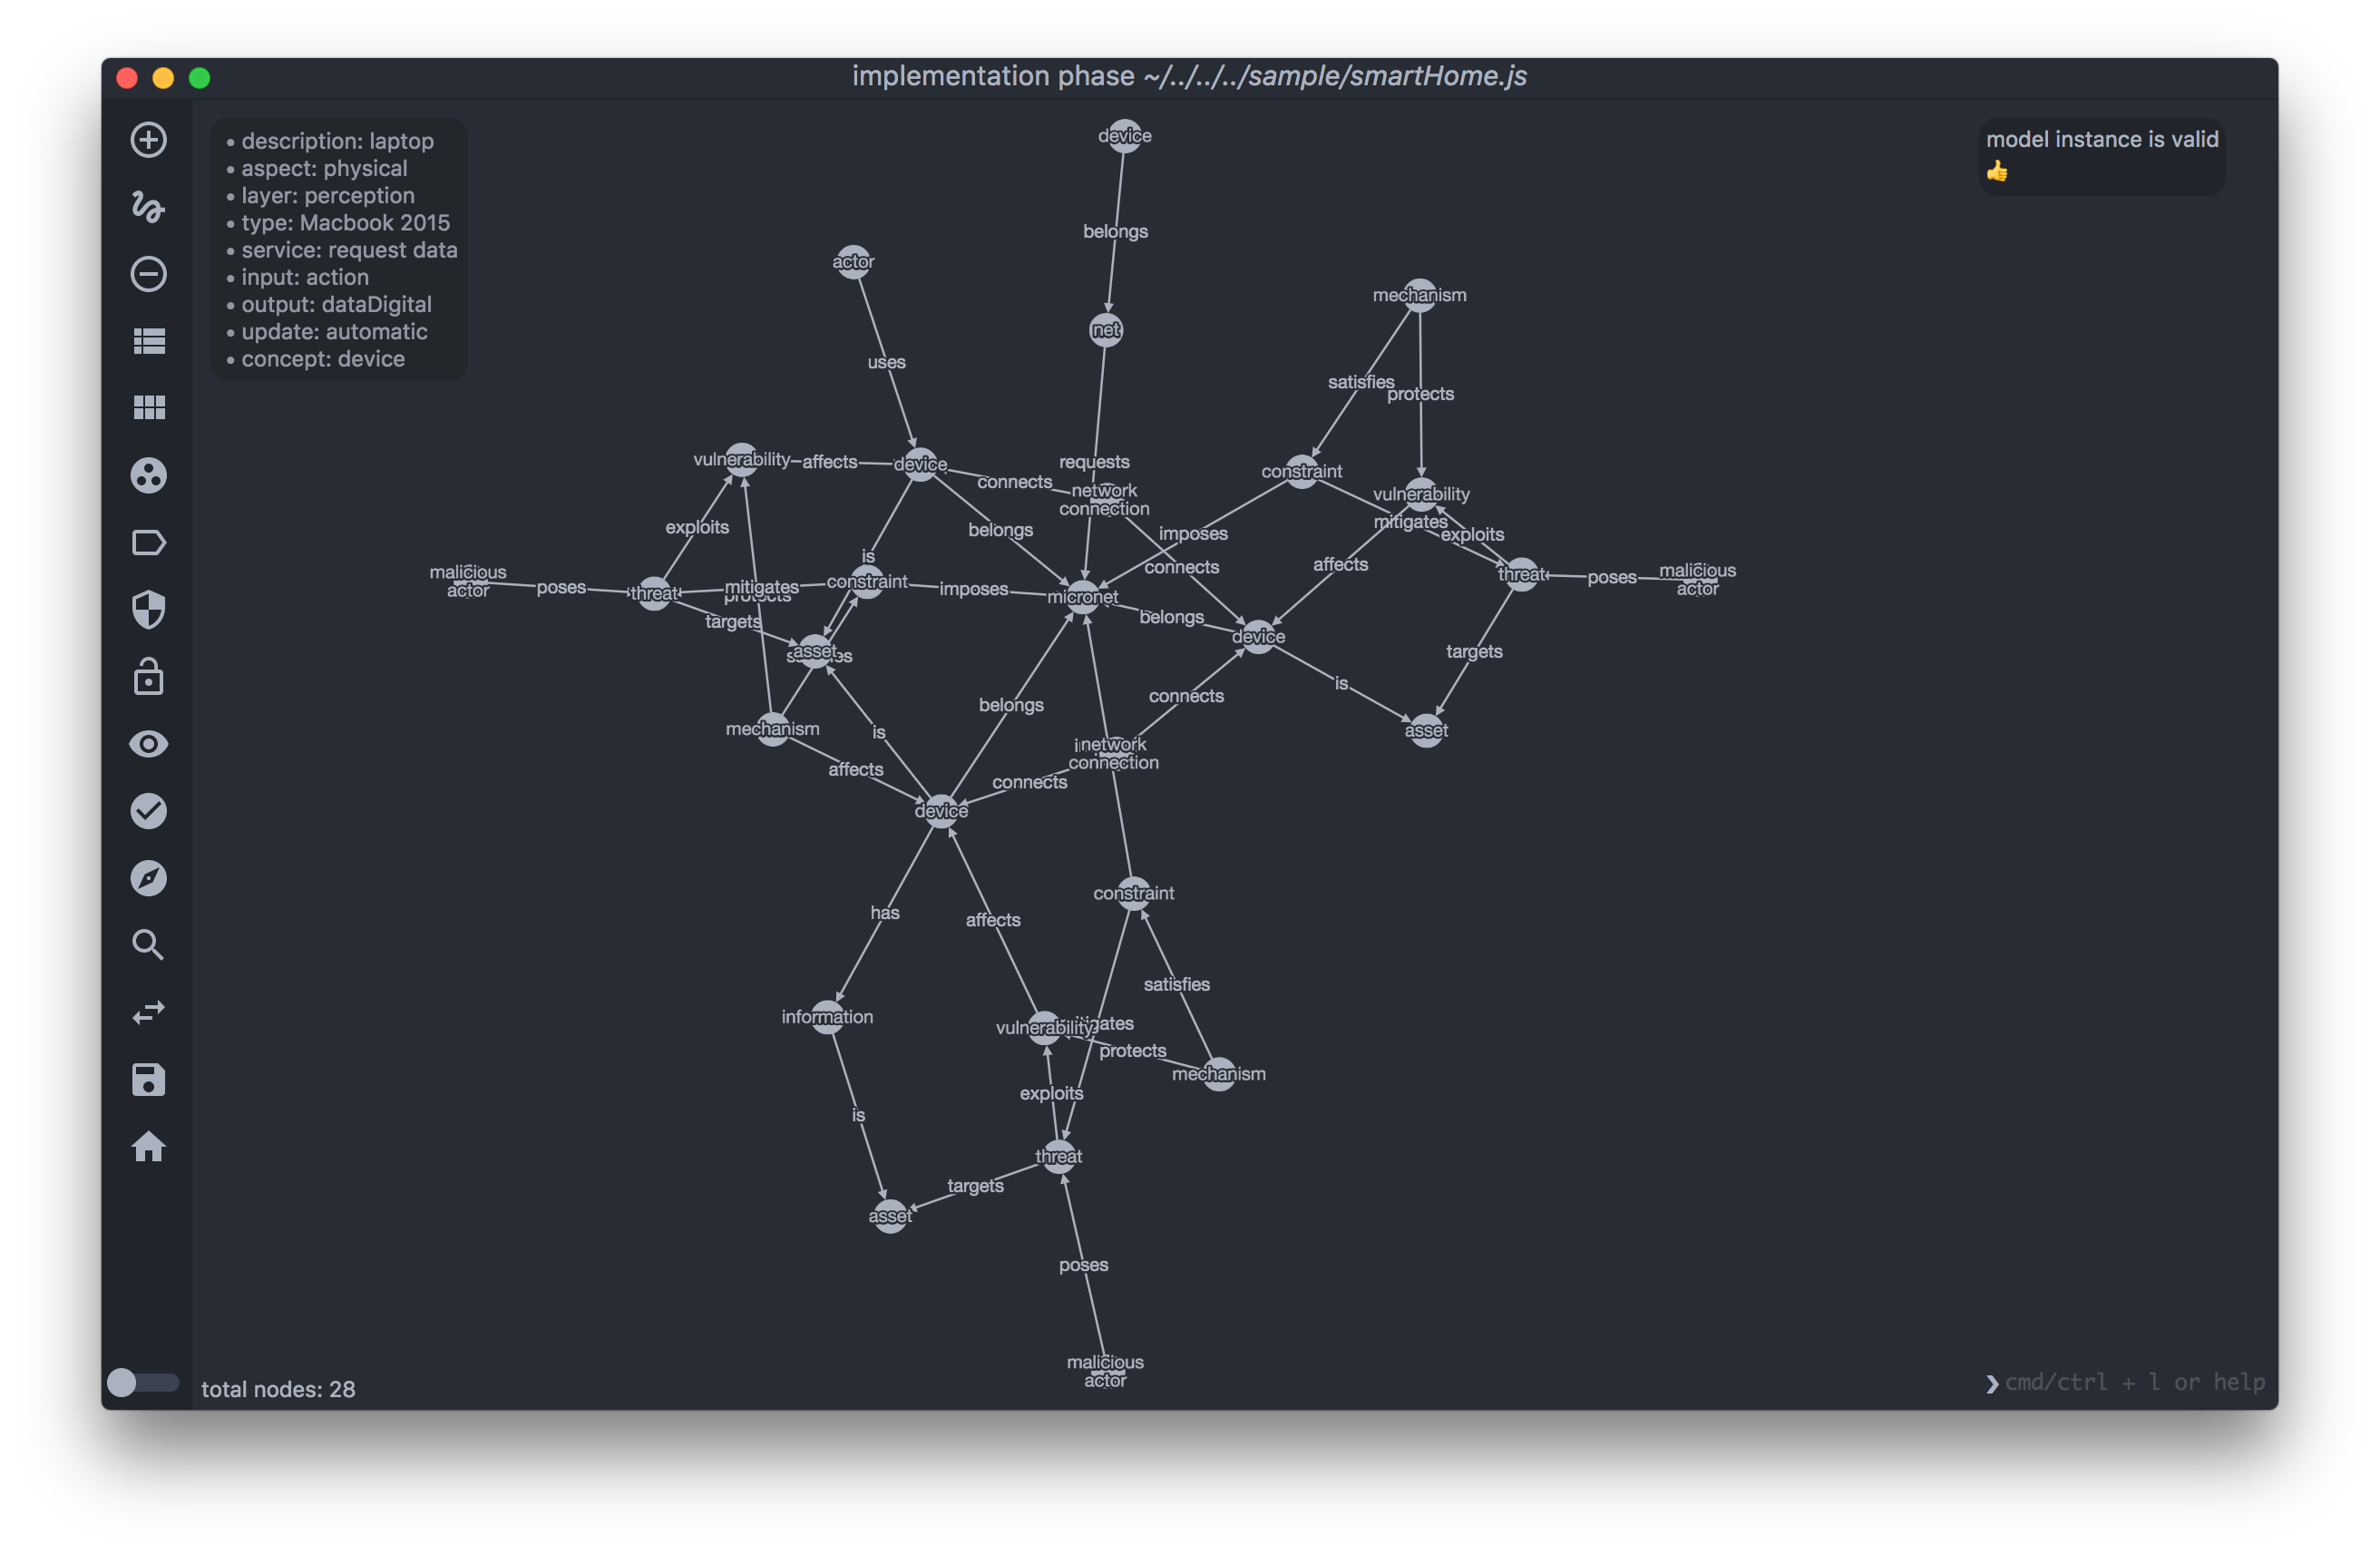 implementation phase ~/../../../sample/smartHome.js
• description: laptop
• aspect: physical
• layer: perception
• type: Macbook 2015
• service: request data
• input: action
• output: dataDigital
• update: automatic
• concept: device
model instance is valid
👍
device
belongs
actor
net
mechanism
uses
satisfies
protects
vulnerability
affects
device
requests
connects
network
connection
constraint
vulnerability
mitigates
exploits
exploits
belongs
imposes
connects
affects
is
malicious
actor
poses
threat
mitigates
protects
constraint
imposes
micronet
threat
poses
malicious
actor
targets
belongs
device
asset
targets
is
connects
belongs
mechanism
is
asset
network
connection
affects
connects
device
constraint
has
affects
satisfies
information
vulnerability
protects
mechanism
exploits
is
threat
targets
asset
poses
malicious
actor
total nodes: 28
❯ cmd/ctrl + l or help